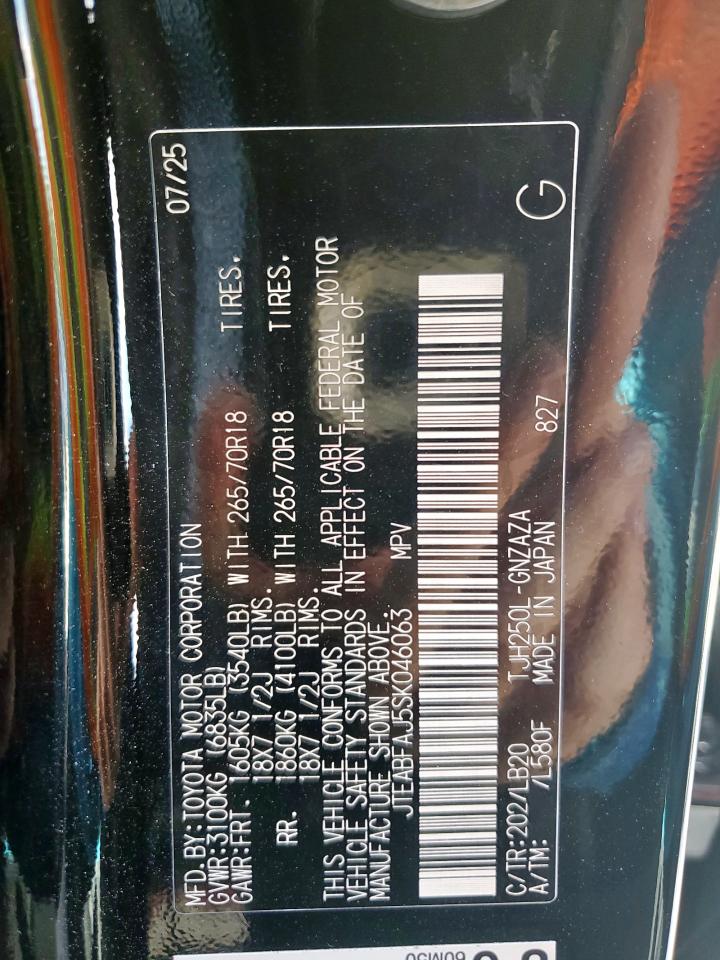 MFD.BY:TOYOTA MOTOR CORPORATION 07/25
GVWR:3100KG (6835LB)
GAWR:FRT. 1605KG (3540LB) WITH 265/70R18 TIRES.
18X7 1/2J RIMS.
RR. 1860KG (4100LB) WITH 265/70R18 TIRES.
18X7 1/2J RIMS.
THIS VEHICLE CONFORMS TO ALL APPLICABLE FEDERAL MOTOR
VEHICLE SAFETY STANDARDS IN EFFECT ON THE DATE OF
MANUFACTURE SHOWN ABOVE.
JTEABFAJ5SK046063 MPV
C/TR:202/LB20 TJH250L-GNZAZA
A/TM: /L580F MADE IN JAPAN 827 G